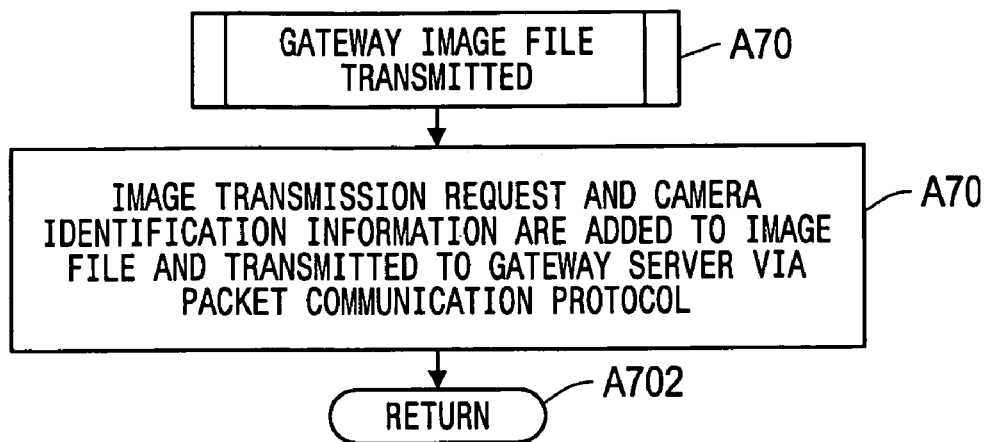 GATEWAY IMAGE FILE
TRANSMITTED
A70
IMAGE TRANSMISSION REQUEST AND CAMERA
IDENTIFICATION INFORMATION ARE ADDED TO IMAGE
FILE AND TRANSMITTED TO GATEWAY SERVER VIA
PACKET COMMUNICATION PROTOCOL
A70
RETURN
A702